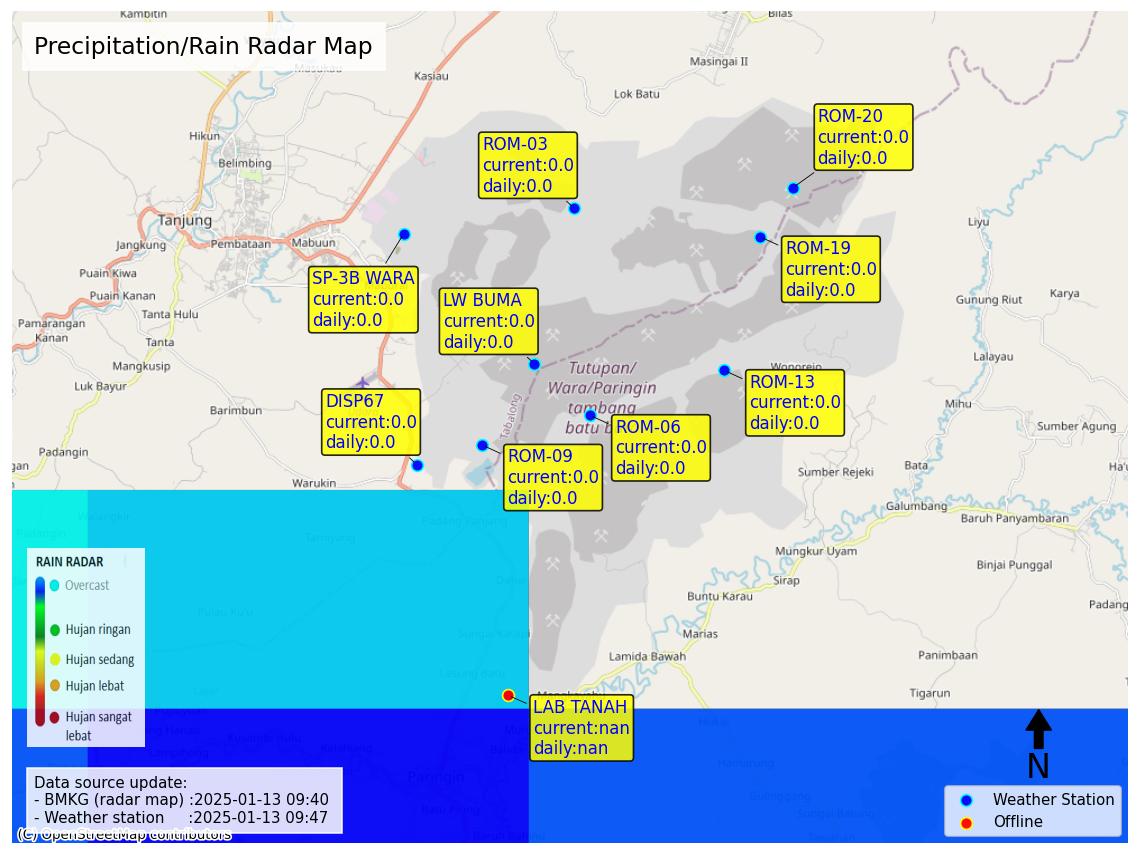 Kambitin
Bilas
Precipitation/Rain Radar Map
Masukau
Kasiau
Masingai II
Lok Batu
Hikun
Belimbing
ROM-03
current:0.0
daily:0.0
ROM-20
current:0.0
daily:0.0
Tanjung
Jangkung
Pembataan
Mabuun
Liyu
Puain Kiwa
Puain Kanan
SP-3B WARA
current:0.0
daily:0.0
ROM-19
current:0.0
daily:0.0
LW BUMA
current:0.0
daily:0.0
Karya
Gunung Riut
Tanta Hulu
Pamarangan
Kanan
Tanta
Mangkusip
Luk Bayur
Lalayau
Wonorejo
Tutupan/
Wara/Paringin
tambang
batu b
ROM-13
current:0.0
daily:0.0
DISP67
current:0.0
daily:0.0
Barimbun
Tabalong
Mihu
ROM-06
current:0.0
daily:0.0
Sumber Agung
Padangin
gan
Warukin
ROM-09
current:0.0
daily:0.0
Bata
Sumber Rejeki
Galumbang
Baruh Panyambaran
Padang Panjang
Tamiyang
Mungkur Uyam
Binjai Punggal
Sirap
Buntu Karau
Padang
Pulau Ku'u
Marias
Lamida Bawah
Panimbaan
Tigarun
RAIN RADAR
Overcast
Hujan ringan
Hujan sedang
Hujan lebat
Hujan sangat
lebat
LAB TANAH
current:nan
daily:nan
Paringin
N
Data source update:
- BMKG (radar map) :2025-01-13 09:40
- Weather station :2025-01-13 09:47
Weather Station
Offline
(C) OpenStreetMap contributors